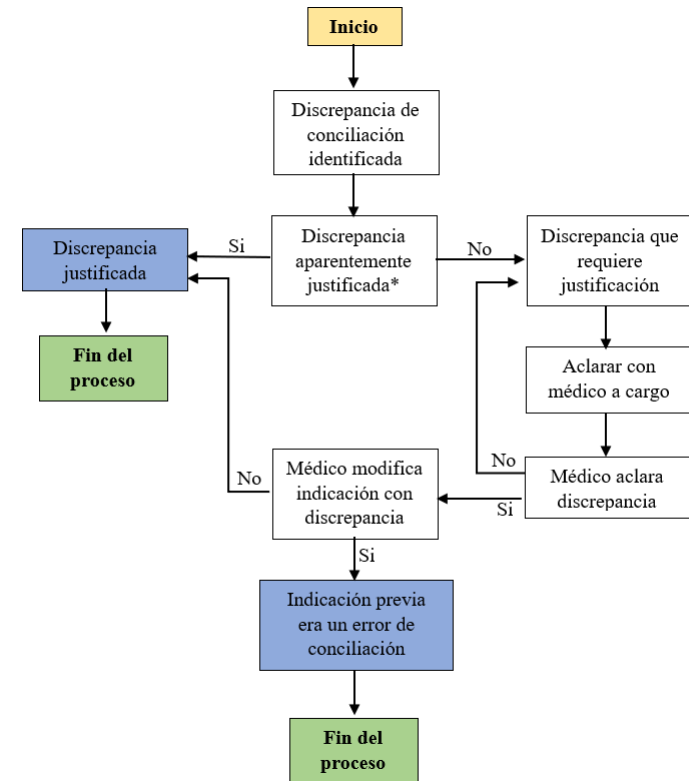 Inicio
Discrepancia de
conciliación
identificada
Si
Discrepancia
justificada
Discrepancia
aparentemente
justificada*
No
Discrepancia que
requiere
justificación
Fin del
proceso
Aclarar con
médico a cargo
No
Médico modifica
indicación con
discrepancia
No
Si
Médico aclara
discrepancia
Si
Indicación previa
era un error de
conciliación
Fin del
proceso